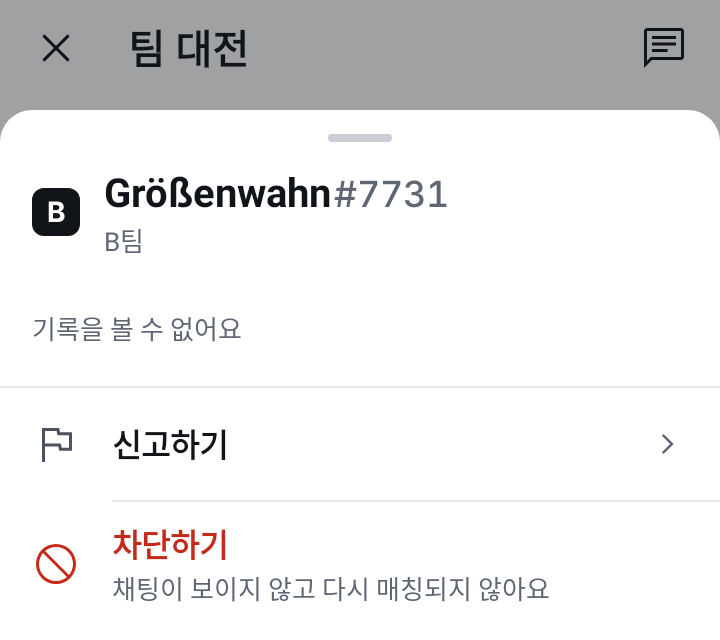 팀 대전
B
Größenwahn#7731
B팀
기록을 볼 수 없어요
신고하기
차단하기
채팅이 보이지 않고 다시 매칭되지 않아요